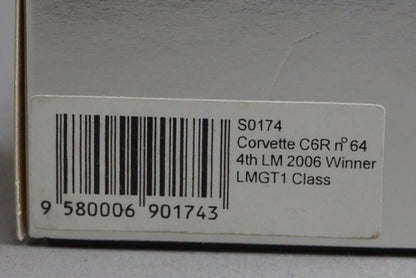 S0174
Corvette C6R nº 64
4th LM 2006 Winner
LMGT1 Class
9 580006 901743